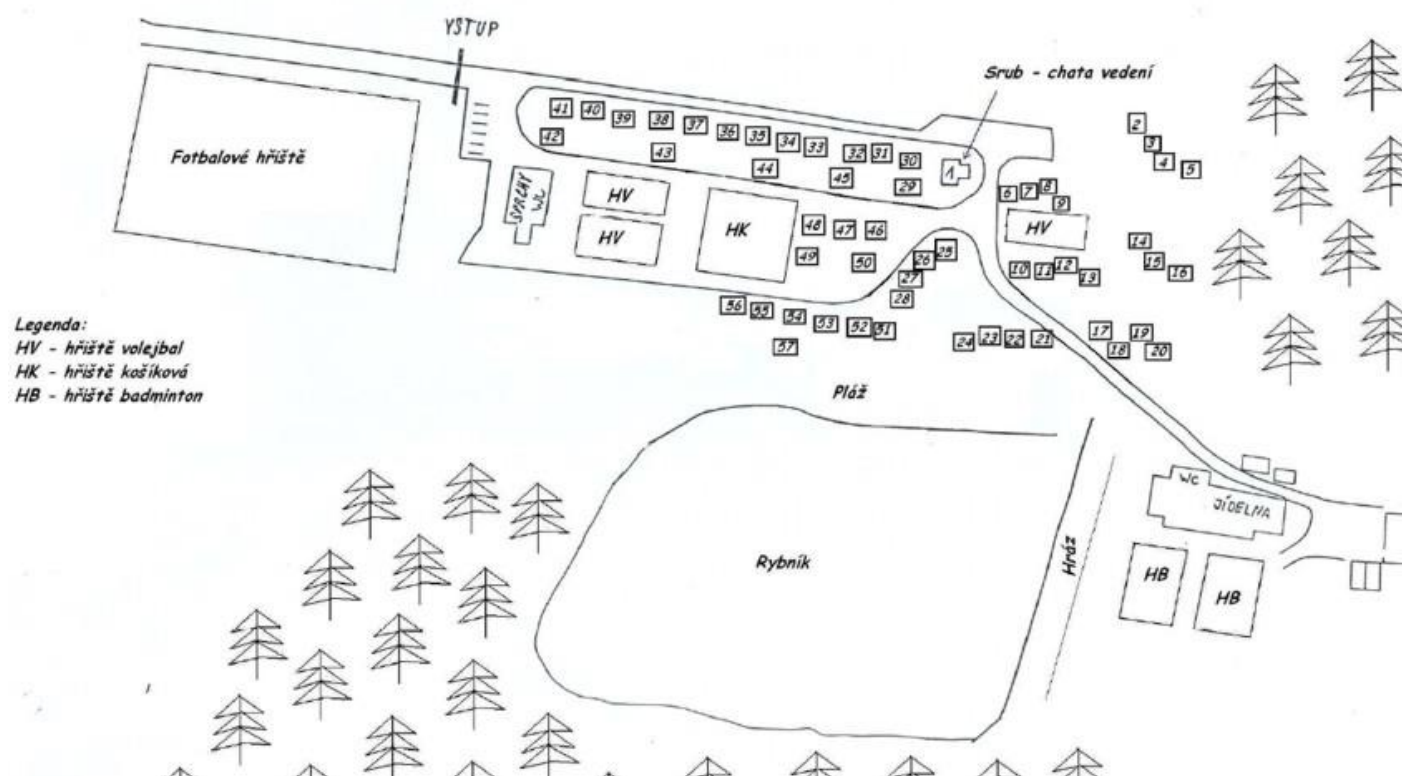 VSTUP
Srub - chata vedení
Fotbalové hřiště
41 40 39 38 37 36 35 34 33 32 31 30
42 43 44 45 29 1
2
3
4 5
6 7 8
9
SPRCHY
WC
HV
HV
HK
HV
48 47 46
49 50
25
26
27
28
10 11 12 13
14
15
16
56 55 54 53 52 51
57
24 23 22 21
17 19
18 20
Legenda:
HV - hřiště volejbal
HK - hřiště košíková
HB - hřiště badminton
Pláž
WC
JÍDELNA
Rybník
Hráz
HB
HB